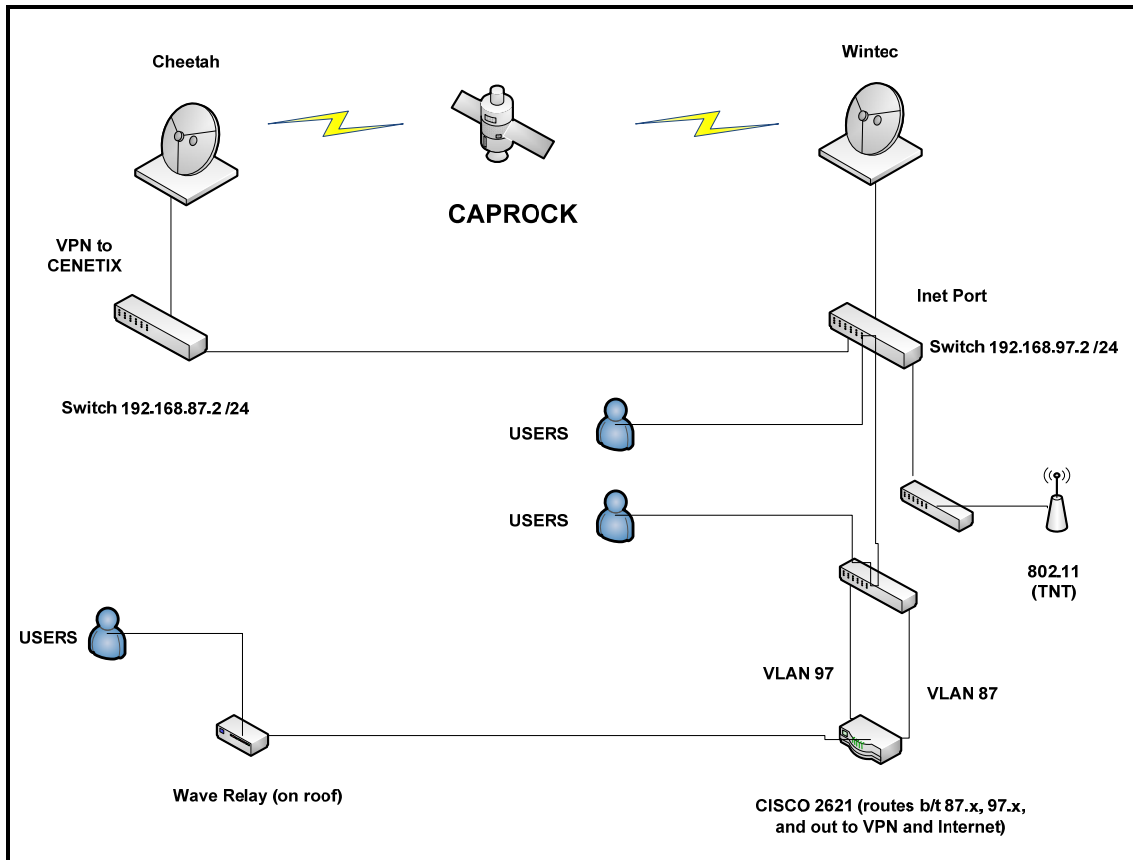 Cheetah
Wintec
CAPROCK
VPN to
CENETIX
Inet Port
Switch 192.168.97.2 /24
Switch 192.168.87.2 /24
USERS
USERS
802.11
(TNT)
USERS
VLAN 97
VLAN 87
Wave Relay (on roof)
CISCO 2621 (routes b/t 87.x, 97.x,
and out to VPN and Internet)